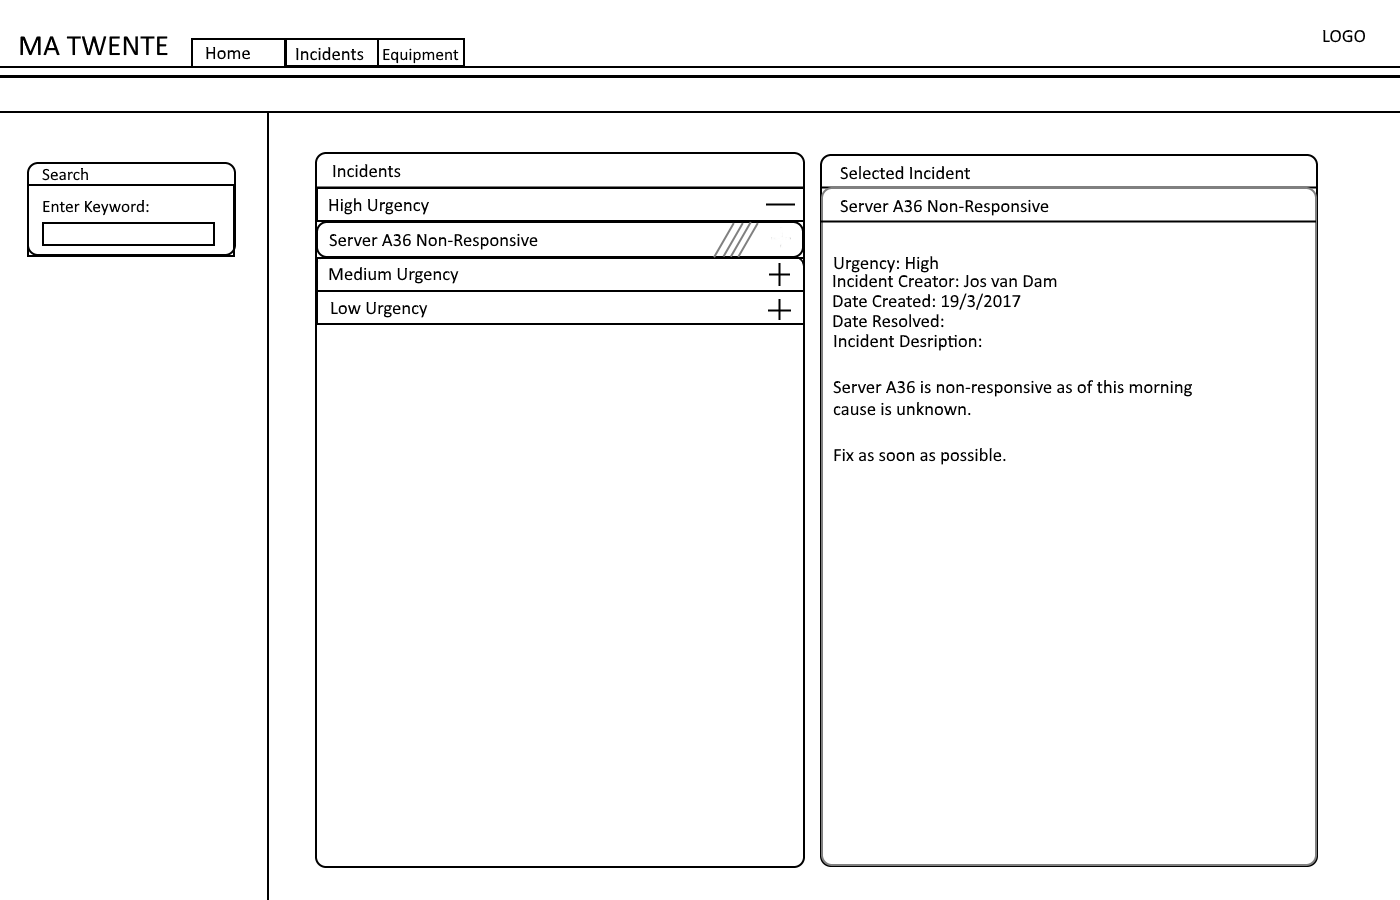 MA TWENTE
Home
Incidents
Equipment
LOGO
Search
Enter Keyword:
Incidents
High Urgency
Server A36 Non-Responsive
Medium Urgency
Low Urgency
Selected Incident
Server A36 Non-Responsive
Urgency: High
Incident Creator: Jos van Dam
Date Created: 19/3/2017
Date Resolved:
Incident Desription:
Server A36 is non-responsive as of this morning
cause is unknown.
Fix as soon as possible.